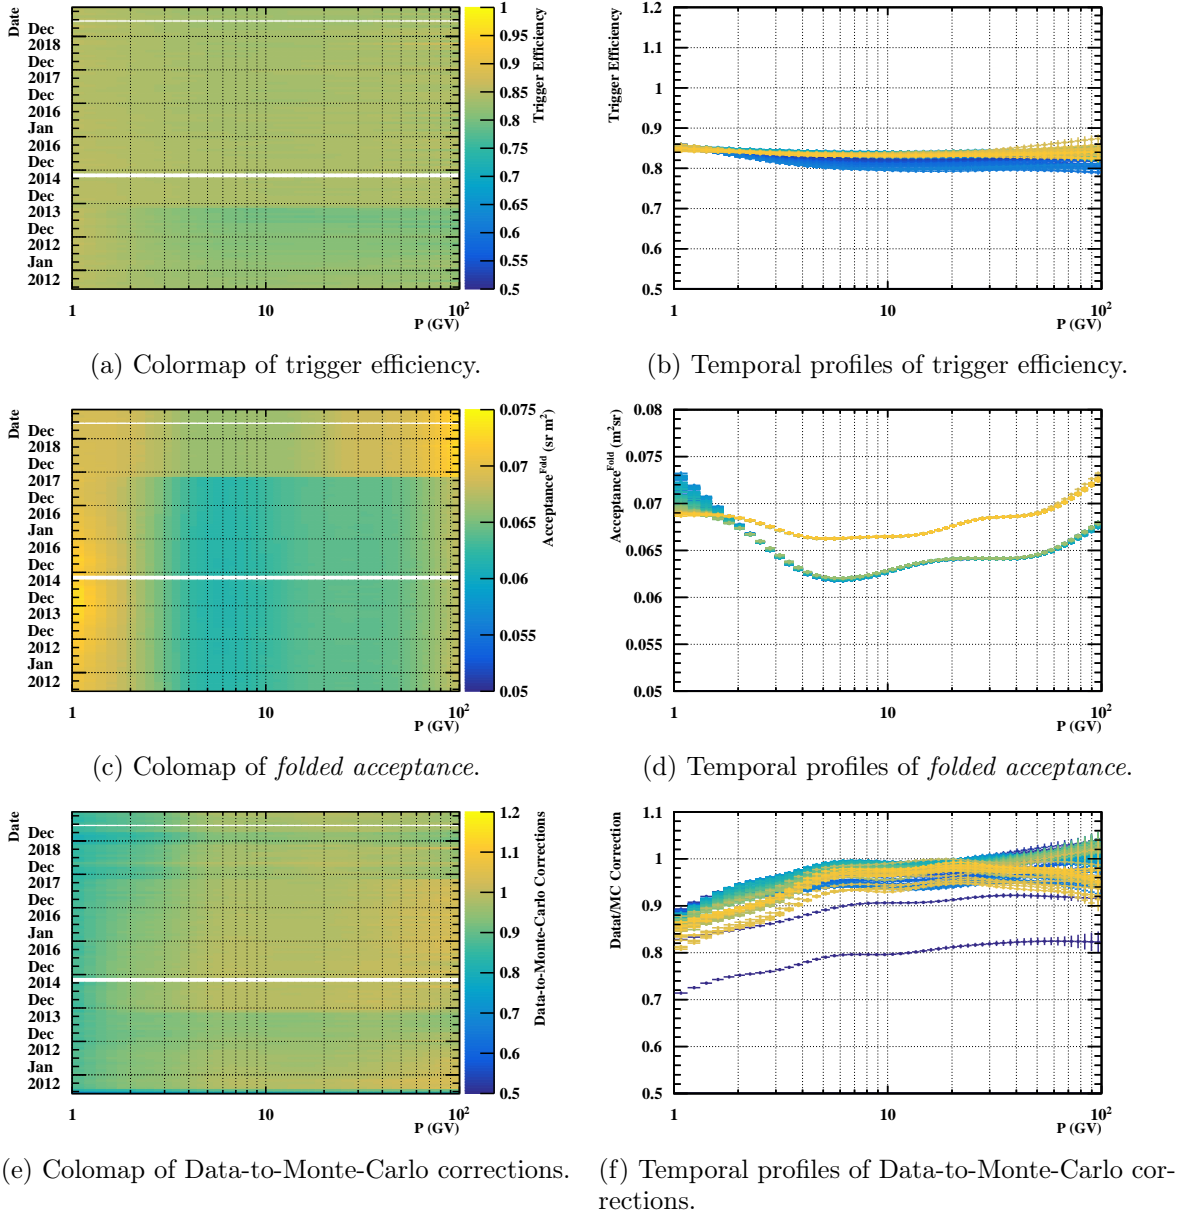 Date
Dec
2018
Dec
2017
Dec
2016
Jan
2016
Dec
2014
Dec
2013
Dec
2012
Jan
2012
1
10
10²
P (GV)
1
0.95
0.9
0.85
0.8
0.75
0.7
0.65
0.6
0.55
0.5
Trigger Efficiency
Trigger Efficiency
1.2
1.1
1
0.9
0.8
0.7
0.6
0.5
1
10
10²
P (GV)
(a) Colormap of trigger efficiency.
(b) Temporal profiles of trigger efficiency.
Date
Dec
2018
Dec
2017
Dec
2016
Jan
2016
Dec
2014
Dec
2013
Dec
2012
Jan
2012
1
10
10²
P (GV)
0.075
0.07
0.065
0.06
0.055
0.05
Acceptance^Fold (sr m²)
Acceptance^Fold (m²sr)
0.08
0.075
0.07
0.065
0.06
0.055
0.05
1
10
10²
P (GV)
(c) Colomap of folded acceptance.
(d) Temporal profiles of folded acceptance.
Date
Dec
2018
Dec
2017
Dec
2016
Jan
2016
Dec
2014
Dec
2013
Dec
2012
Jan
2012
1
10
10²
P (GV)
1.2
1.1
1
0.9
0.8
0.7
0.6
0.5
Data-to-Monte-Carlo Corrections
Datat/MC Correction
1.1
1
0.9
0.8
0.7
0.6
0.5
1
10
10²
P (GV)
(e) Colomap of Data-to-Monte-Carlo corrections.
(f) Temporal profiles of Data-to-Monte-Carlo cor-
rections.